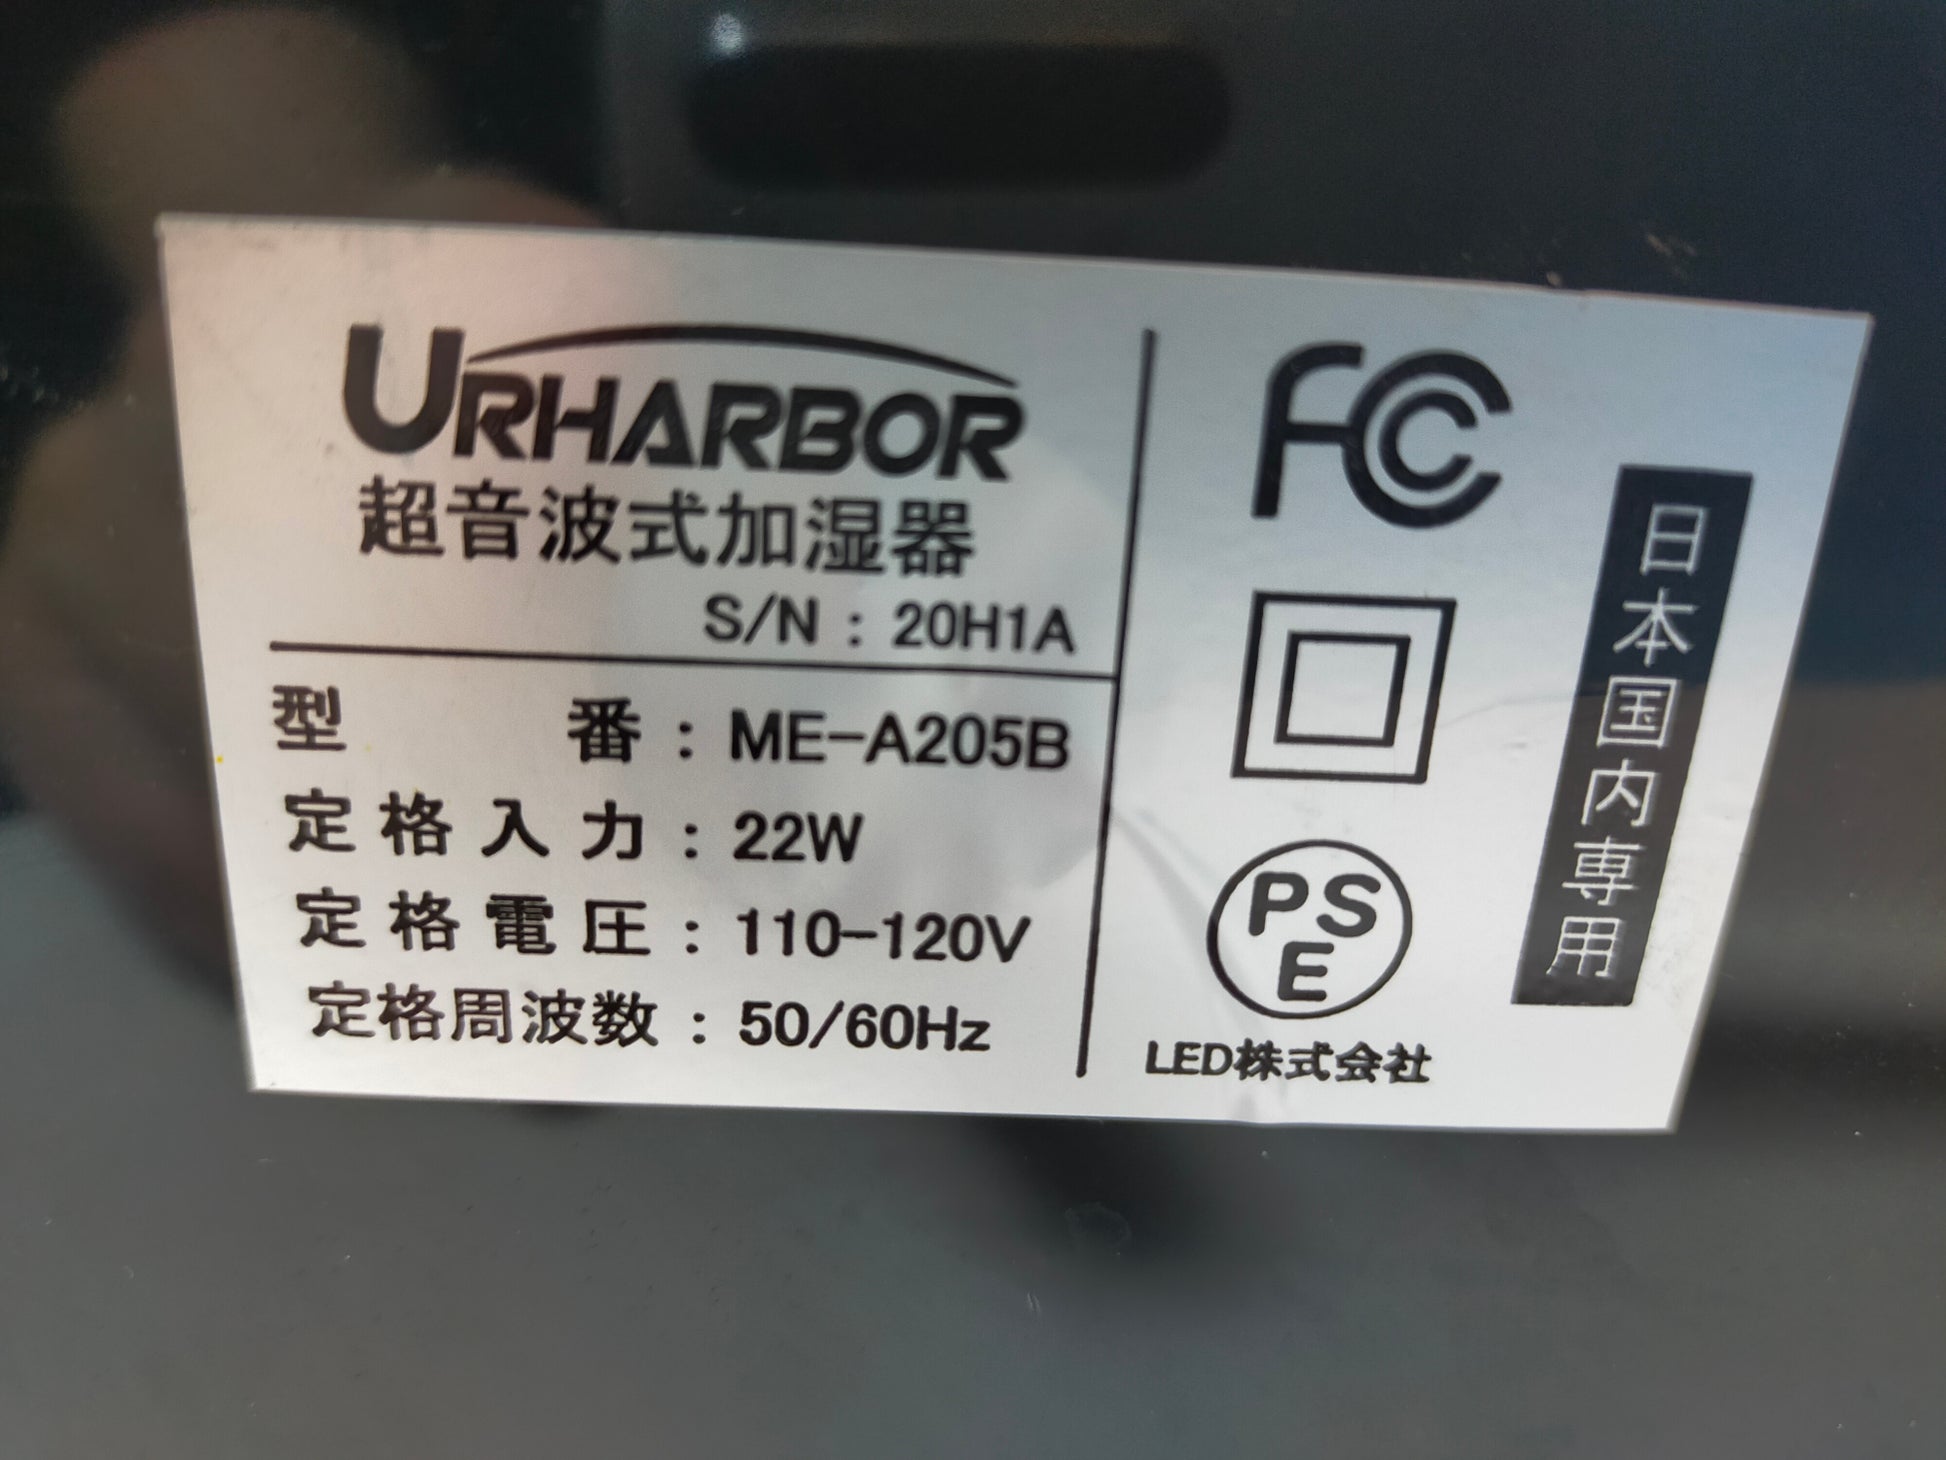 URHARBOR
超音波式加湿器
S/N : 20H1A
型番 : ME-A205B
定格入力 : 22W
定格電圧 : 110-120V
定格周波数 : 50/60Hz
FCC
PSE
LED株式会社
日本国内専用